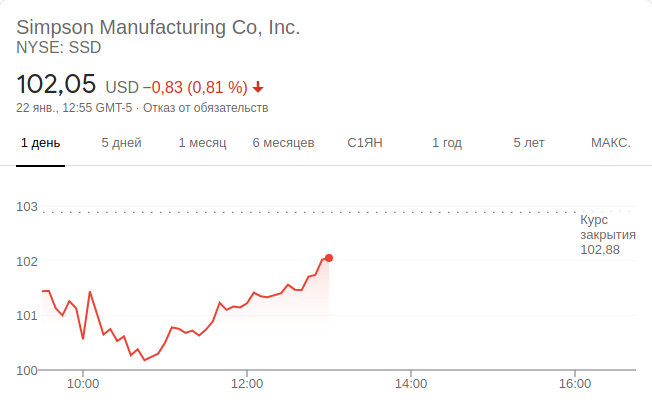 Simpson Manufacturing Co, Inc.
NYSE: SSD
102,05 USD −0,83 (0,81 %)
22 янв., 12:55 GMT-5 · Отказ от обязательств
1 день 5 дней 1 месяц 6 месяцев С1ЯН 1 год 5 лет МАКС.
103
Курс
закрытия
102,88
102
101
100
10:00 12:00 14:00 16:00